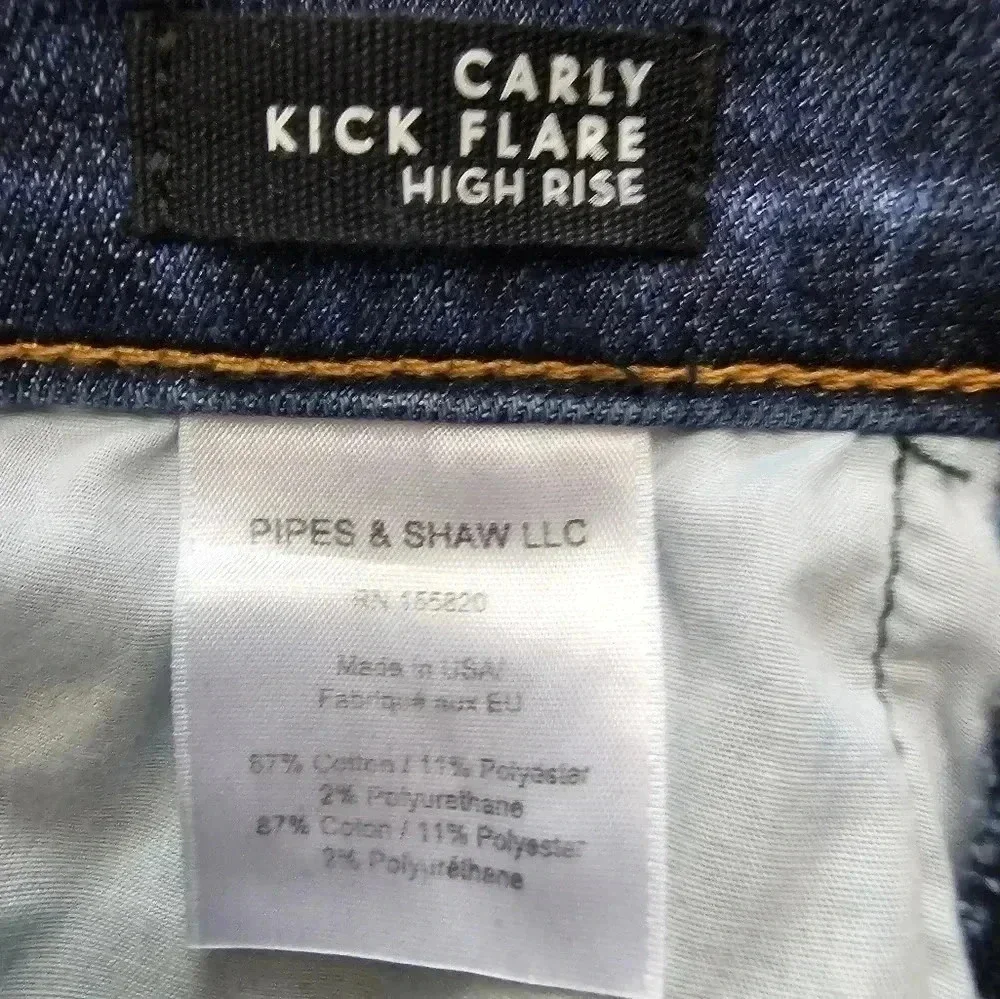 CARLY
KICK FLARE
HIGH RISE
PIPES & SHAW LLC
RN 155820
Made in USA/
Fabriqué aux EU
87% Cotton / 11% Polyester
2% Polyurethane
87% Coton / 11% Polyester
2% Polyuréthane